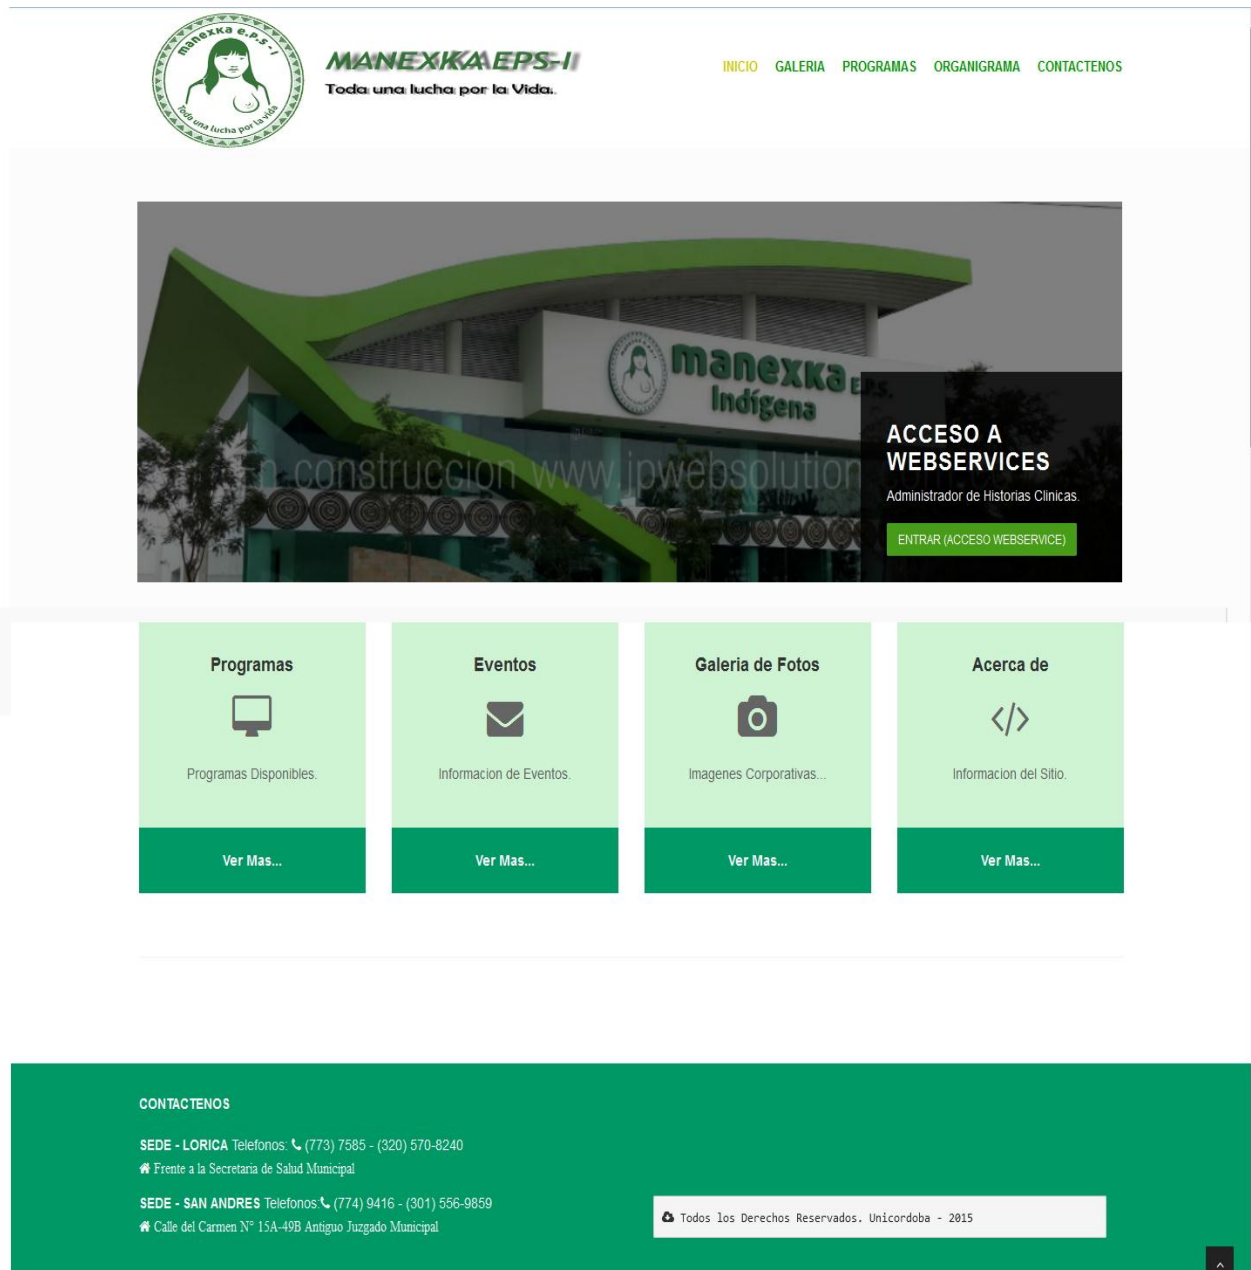 manexka e.p.s - I
Toda una lucha por la vida
MANEXKA EPS-I
Toda una lucha por la Vida.
INICIO GALERIA PROGRAMAS ORGANIGRAMA CONTACTENOS
manexka E.P.S.
Indígena
En construccion www.jpwebsolution
ACCESO A
WEBSERVICES
Administrador de Historias Clinicas.
ENTRAR (ACCESO WEBSERVICE)
Programas
Programas Disponibles.
Ver Mas...
Eventos
Informacion de Eventos.
Ver Mas...
Galeria de Fotos
Imagenes Corporativas...
Ver Mas...
Acerca de
Informacion del Sitio.
Ver Mas...
CONTACTENOS
SEDE - LORICA Telefonos: (773) 7585 - (320) 570-8240
Frente a la Secretaria de Salud Municipal
SEDE - SAN ANDRES Telefonos: (774) 9416 - (301) 556-9859
Calle del Carmen N° 15A-49B Antiguo Juzgado Municipal
Todos los Derechos Reservados. Unicordoba - 2015